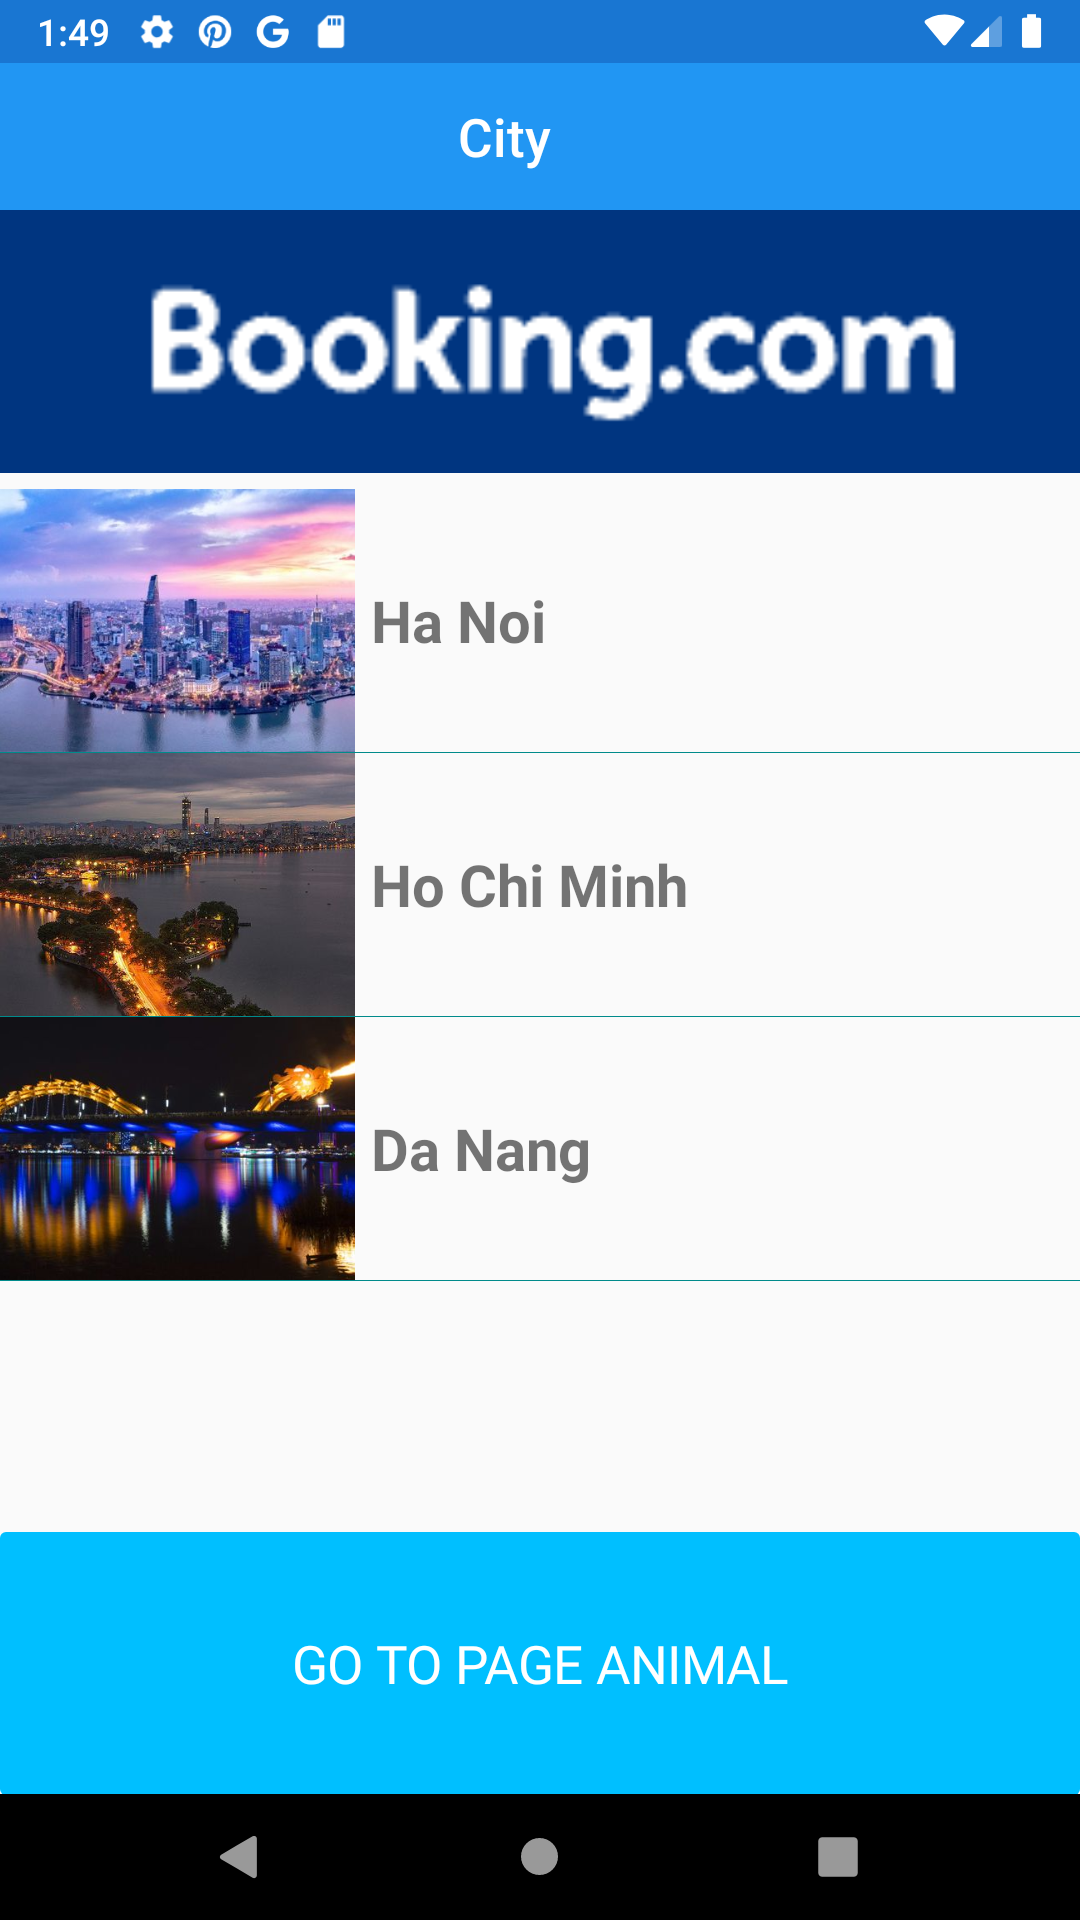 1:49
City
Booking.com
Ha Noi
Ho Chi Minh
Da Nang
GO TO PAGE ANIMAL